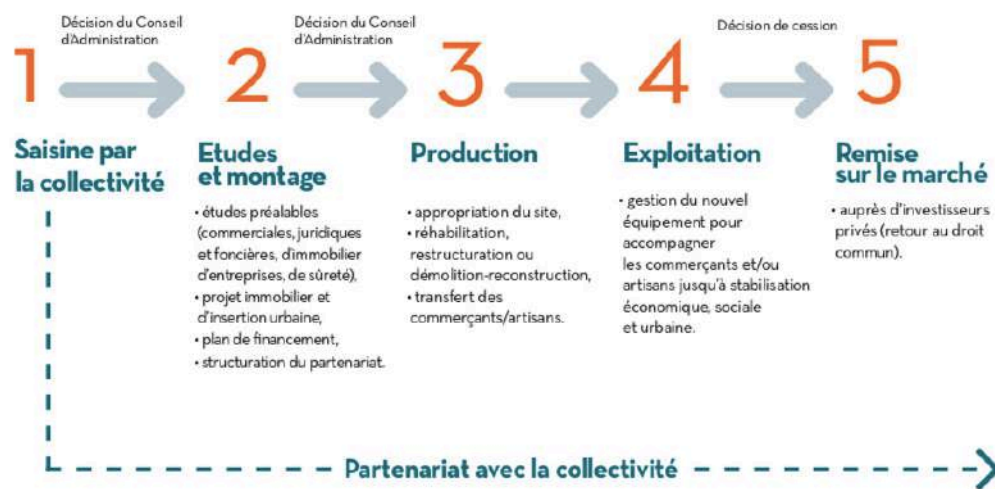 Décision du Conseil
d'Administration
Décision du Conseil
d'Administration
Décision de cession
1
2
3
4
5
Saisine par
la collectivité
Etudes
et montage
• études préalables
(commerciales, juridiques
et foncières, d'immobilier
d'entreprises, de sûreté),
• projet immobilier et
d'insertion urbaine,
• plan de financement,
• structuration du partenariat.
Production
• appropriation du site,
• réhabilitation,
restructuration ou
démolition-reconstruction,
• transfert des
commerçants/artisans.
Exploitation
• gestion du nouvel
équipement pour
accompagner
les commerçants et/ou
artisans jusqu'à stabilisation
économique, sociale
et urbaine.
Remise
sur le marché
• auprès d'investisseurs
privés (retour au droit
commun).
Partenariat avec la collectivité